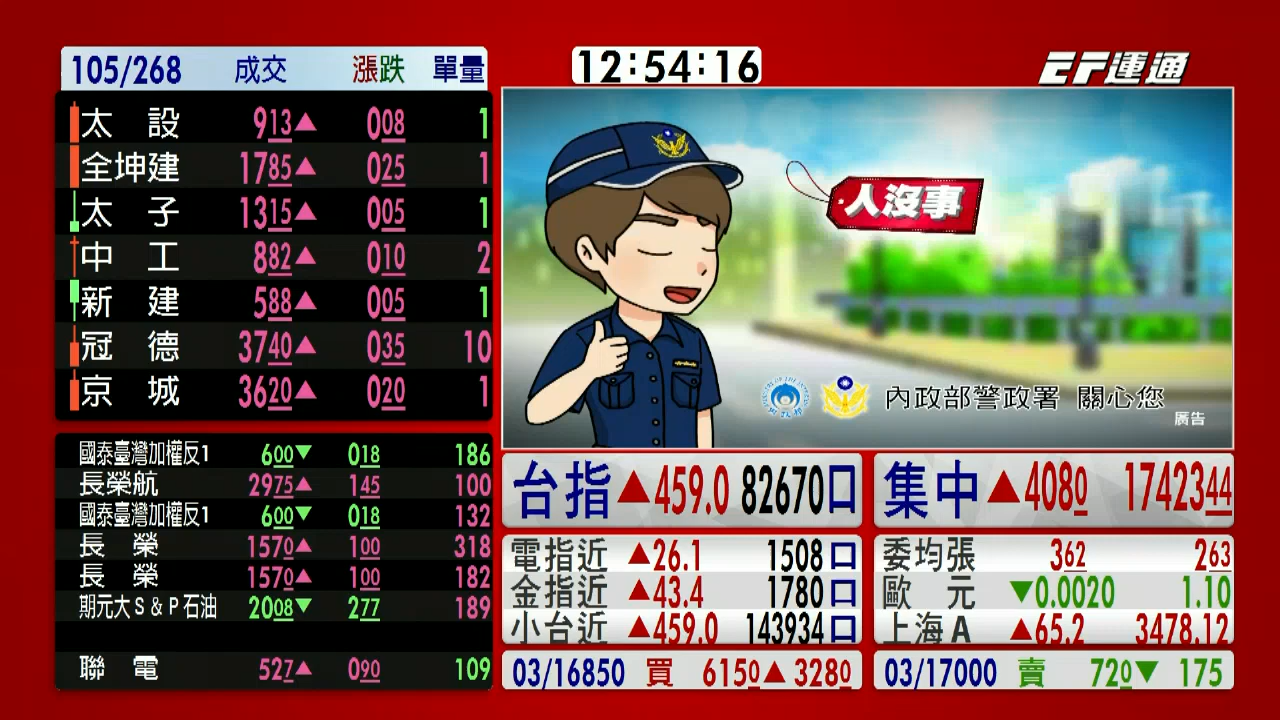 105/268 成交 漲跌 單量
太設 913▲ 008 1
全坤建 1785▲ 025 1
太子 1315▲ 005 1
中工 882▲ 010 2
新建 588▲ 005 1
冠德 3740▲ 035 10
京城 3620▲ 020 1
國泰臺灣加權反1 600▼ 018 186
長榮航 2975▲ 145 100
國泰臺灣加權反1 600▼ 018 132
長榮 1570▲ 100 318
長榮 1570▲ 100 182
期元大S&P石油 2008▼ 277 189
聯電 527▲ 090 109
12:54:16
EF運通
人沒事
內政部警政署 關心您
廣告
台指▲459.0 82670口
電指近 ▲26.1 1508口
金指近 ▲43.4 1780口
小台近 ▲459.0 143934口
03/16850 買 6150▲3280
集中▲4080 1742344
委均張 362 263
歐元 ▼0.0020 1.10
上海A ▲65.2 3478.12
03/17000 賣 720▼ 175